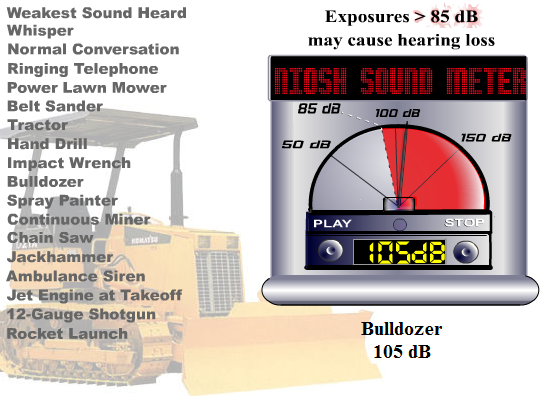 Weakest Sound Heard
Whisper
Normal Conversation
Ringing Telephone
Power Lawn Mower
Belt Sander
Tractor
Hand Drill
Impact Wrench
Bulldozer
Spray Painter
Continuous Miner
Chain Saw
Jackhammer
Ambulance Siren
Jet Engine at Takeoff
12-Gauge Shotgun
Rocket Launch
KOMATSU
Exposures > 85 dB
may cause hearing loss
NIOSH SOUND METER
85 dB
100 dB
50 dB
150 dB
PLAY
STOP
105dB
Bulldozer
105 dB